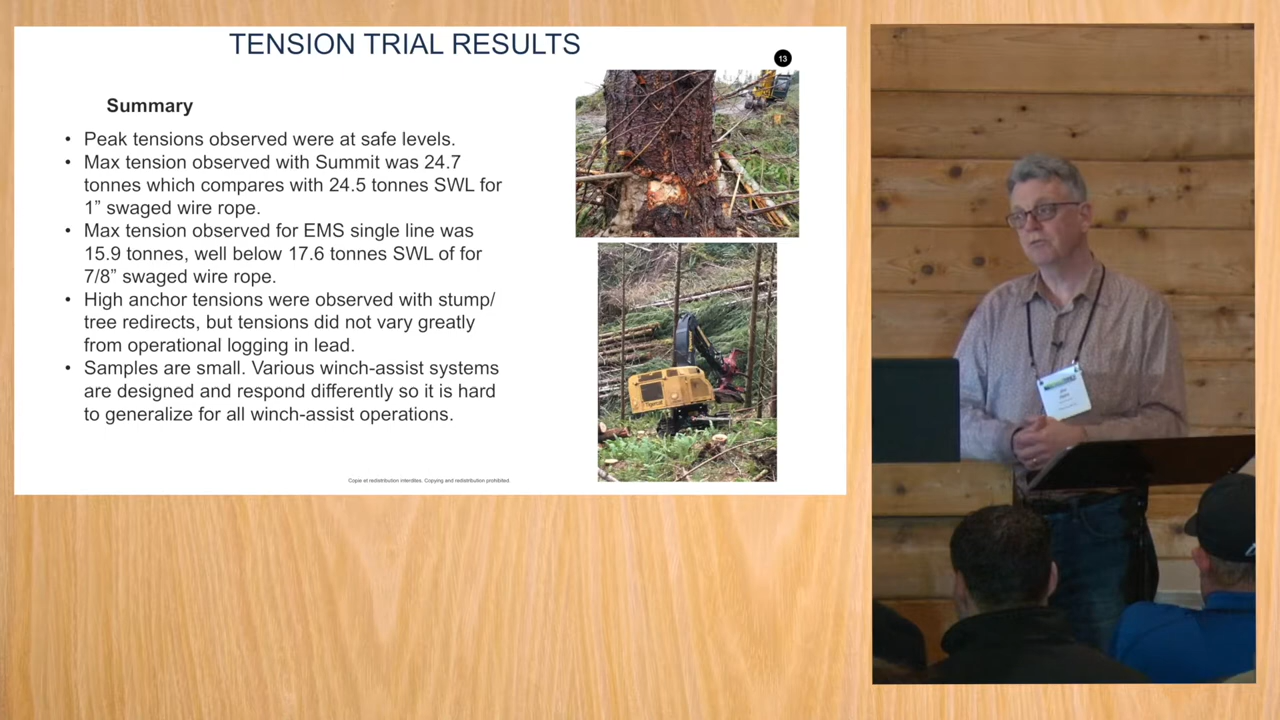 TENSION TRIAL RESULTS
13
Summary
• Peak tensions observed were at safe levels.
• Max tension observed with Summit was 24.7
tonnes which compares with 24.5 tonnes SWL for
1” swaged wire rope.
• Max tension observed for EMS single line was
15.9 tonnes, well below 17.6 tonnes SWL of for
7/8” swaged wire rope.
• High anchor tensions were observed with stump/
tree redirects, but tensions did not vary greatly
from operational logging in lead.
• Samples are small. Various winch-assist systems
are designed and respond differently so it is hard
to generalize for all winch-assist operations.
Tigercat
Copie et redistribution interdites. Copying and redistribution prohibited